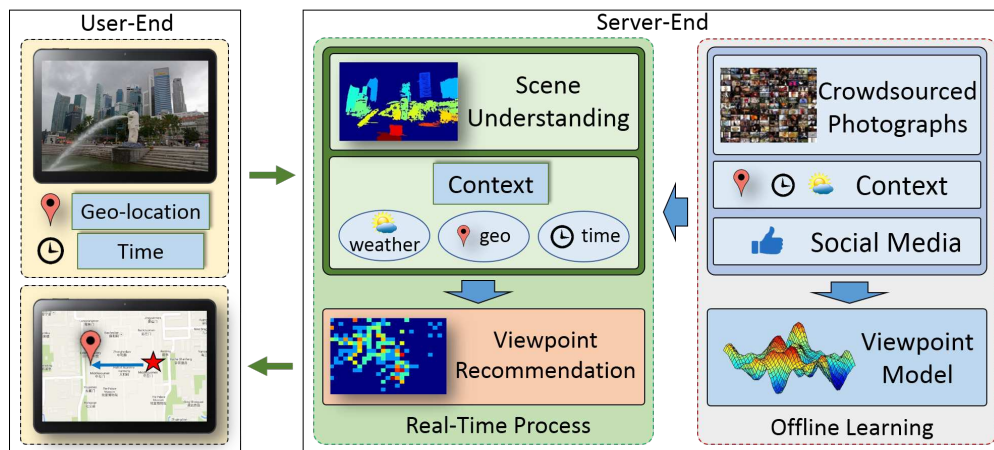 User-End
Geo-location
Time
Server-End
Scene
Understanding
Context
weather
geo
time
Viewpoint
Recommendation
Real-Time Process
Crowdsourced
Photographs
Context
Social Media
Viewpoint
Model
Offline Learning